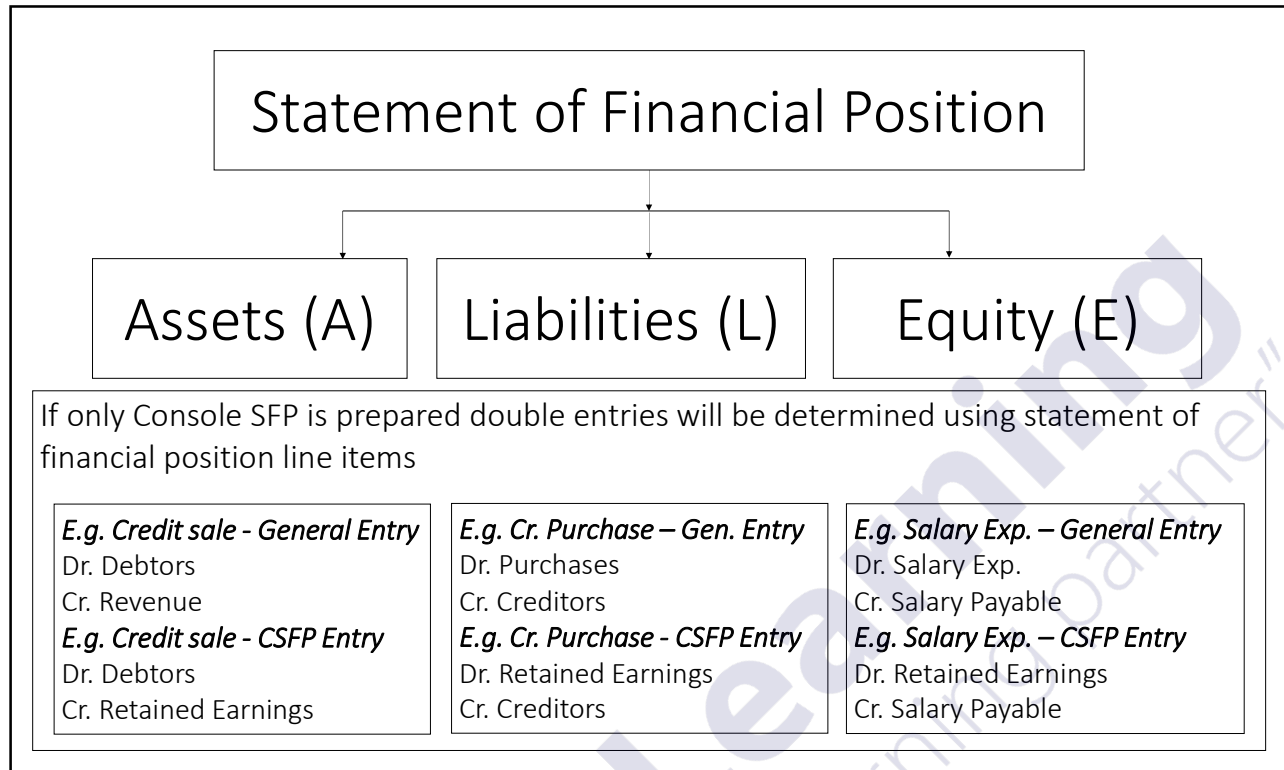 Statement of Financial Position
Assets (A)
Liabilities (L)
Equity (E)
If only Console SFP is prepared double entries will be determined using statement of
financial position line items
E.g. Credit sale - General Entry
Dr. Debtors
Cr. Revenue
E.g. Credit sale - CSFP Entry
Dr. Debtors
Cr. Retained Earnings
E.g. Cr. Purchase – Gen. Entry
Dr. Purchases
Cr. Creditors
E.g. Cr. Purchase - CSFP Entry
Dr. Retained Earnings
Cr. Creditors
E.g. Salary Exp. – General Entry
Dr. Salary Exp.
Cr. Salary Payable
E.g. Salary Exp. – CSFP Entry
Dr. Retained Earnings
Cr. Salary Payable
Learning
partner”